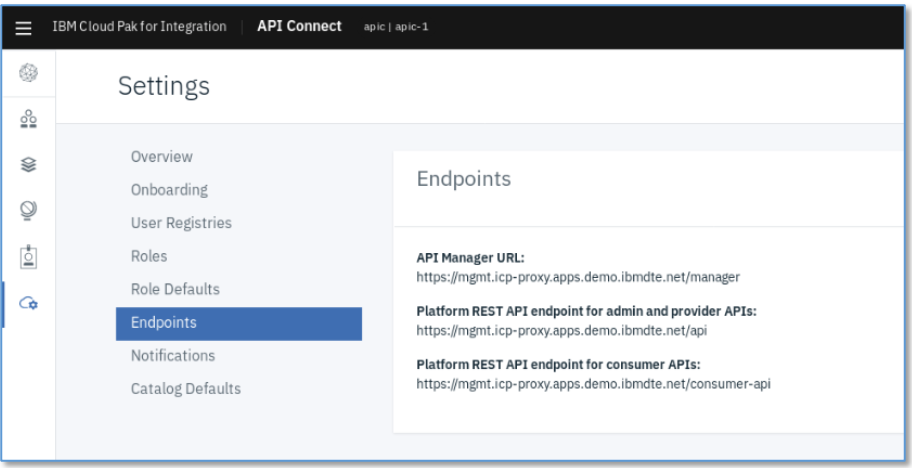 IBM Cloud Pak for Integration API Connect apic | apic-1
Settings
Overview
Onboarding
User Registries
Roles
Role Defaults
Endpoints
Notifications
Catalog Defaults
Endpoints
API Manager URL:
https://mgmt.icp-proxy.apps.demo.ibmdte.net/manager
Platform REST API endpoint for admin and provider APIs:
https://mgmt.icp-proxy.apps.demo.ibmdte.net/api
Platform REST API endpoint for consumer APIs:
https://mgmt.icp-proxy.apps.demo.ibmdte.net/consumer-api